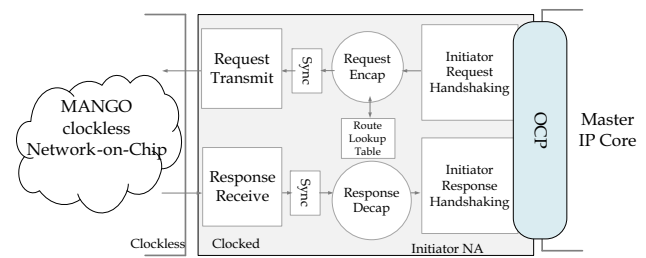 MANGO
clockless
Network-on-Chip
Request
Transmit
Sync
Request
Encap
Initiator
Request
Handshaking
Route
Lookup
Table
Response
Receive
Sync
Response
Decap
Initiator
Response
Handshaking
OCP
Master
IP Core
Clockless
Clocked
Initiator NA